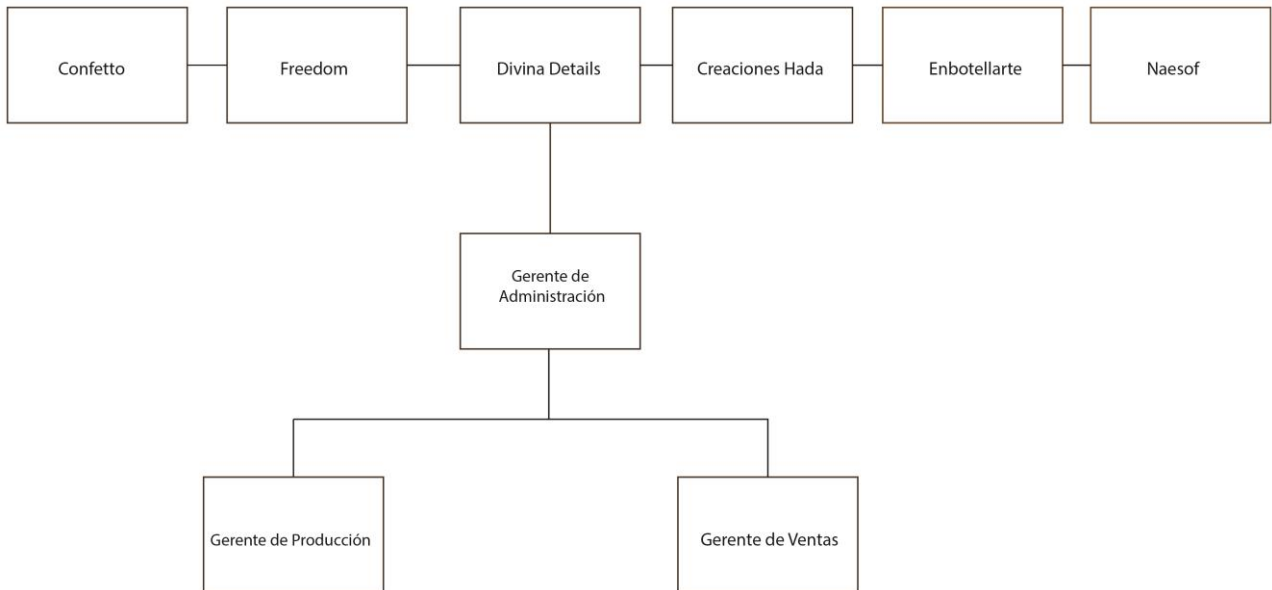 Confetto
Freedom
Divina Details
Creaciones Hada
Enbotellarte
Naesof
Gerente de
Administración
Gerente de Producción
Gerente de Ventas